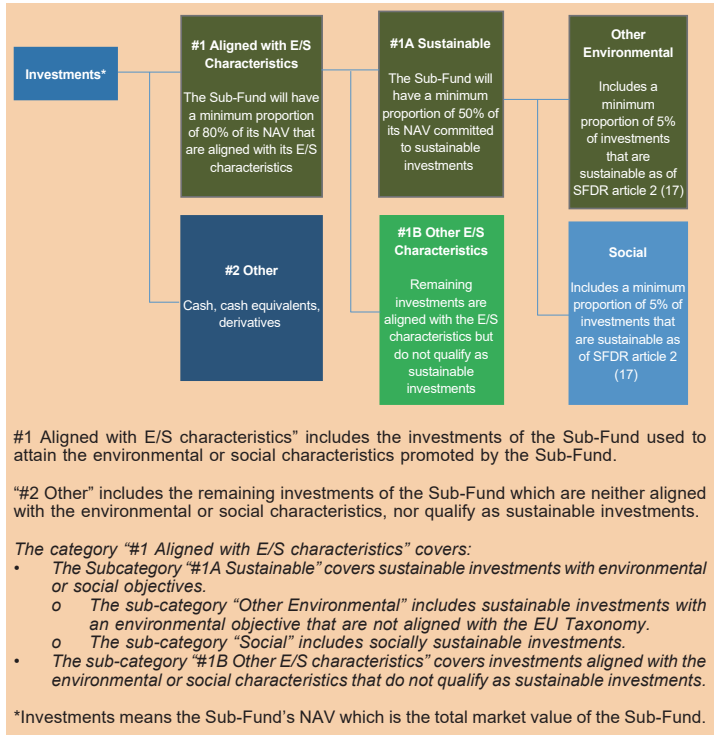 Investments*
#1 Aligned with E/S
Characteristics
The Sub-Fund will have
a minimum proportion
of 80% of its NAV that
are aligned with its E/S
characteristics
#2 Other
Cash, cash equivalents,
derivatives
#1A Sustainable
The Sub-Fund will
have a minimum
proportion of 50% of
its NAV committed
to sustainable
investments
#1B Other E/S
Characteristics
Remaining
investments are
aligned with the E/S
characteristics but
do not qualify as
sustainable
investments
Other
Environmental
Includes a
minimum
proportion of 5%
of investments
that are
sustainable as of
SFDR article 2 (17)
Social
Includes a minimum
proportion of 5% of
investments that
are sustainable as
of SFDR article 2
(17)
#1 Aligned with E/S characteristics” includes the investments of the Sub-Fund used to
attain the environmental or social characteristics promoted by the Sub-Fund.
“#2 Other” includes the remaining investments of the Sub-Fund which are neither aligned
with the environmental or social characteristics, nor qualify as sustainable investments.
The category “#1 Aligned with E/S characteristics” covers:
• The Subcategory “#1A Sustainable” covers sustainable investments with environmental
or social objectives.
o The sub-category “Other Environmental” includes sustainable investments with
an environmental objective that are not aligned with the EU Taxonomy.
o The sub-category “Social” includes socially sustainable investments.
• The sub-category “#1B Other E/S characteristics” covers investments aligned with the
environmental or social characteristics that do not qualify as sustainable investments.
*Investments means the Sub-Fund’s NAV which is the total market value of the Sub-Fund.